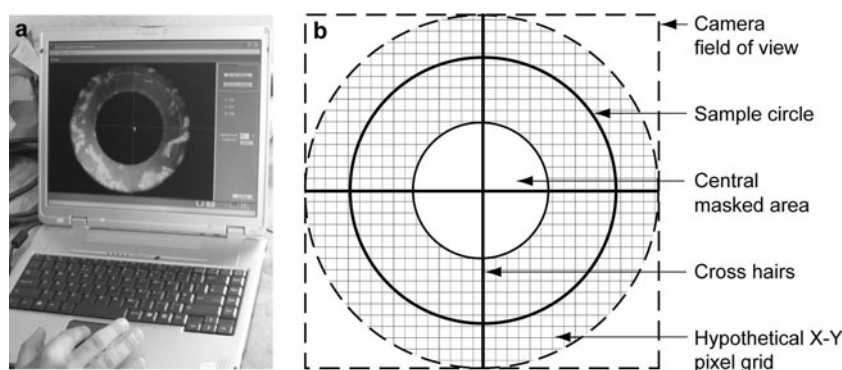 a
b
Camera
field of view
Sample circle
Central
masked area
Cross hairs
Hypothetical X-Y
pixel grid